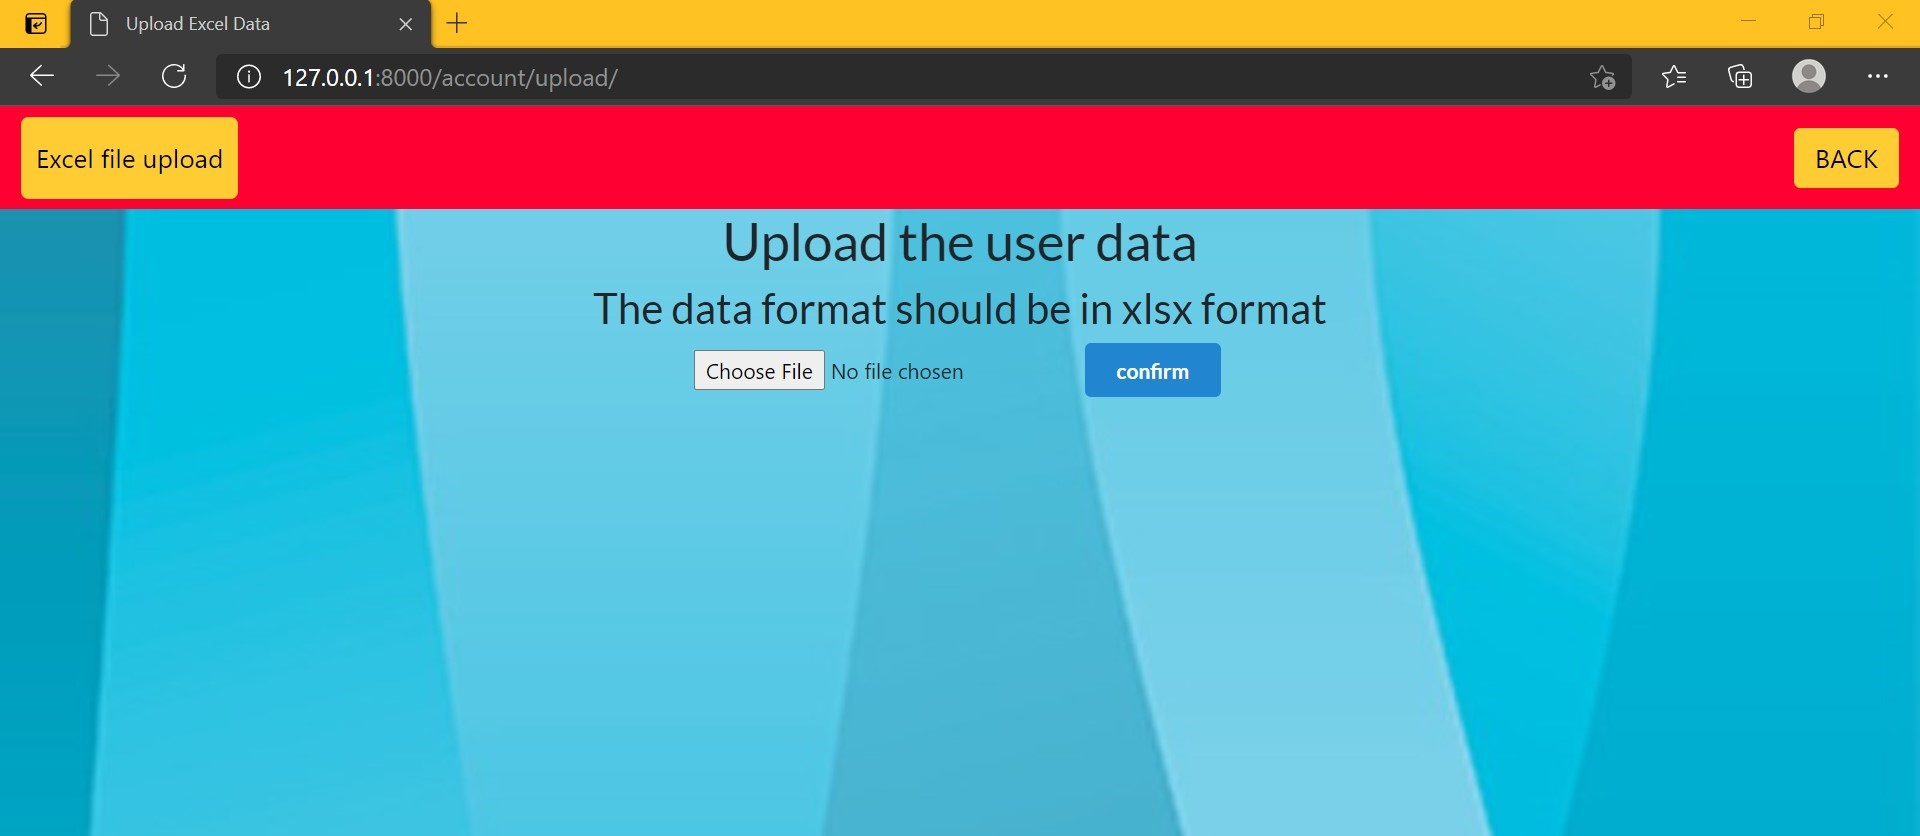 Upload Excel Data
127.0.0.1:8000/account/upload/
Excel file upload
BACK
Upload the user data
The data format should be in xlsx format
Choose File No file chosen
confirm